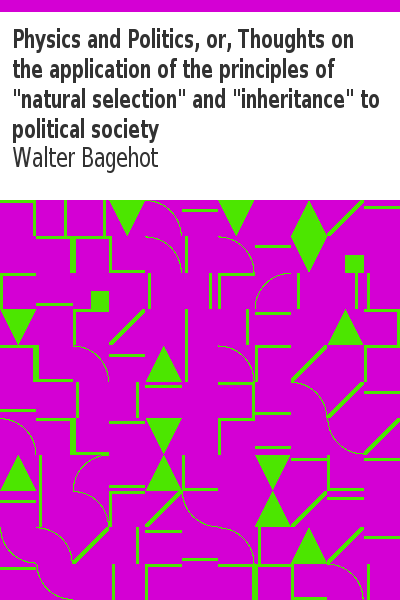 Physics and Politics, or, Thoughts on
the application of the principles of
"natural selection" and "inheritance" to
political society
Walter Bagehot